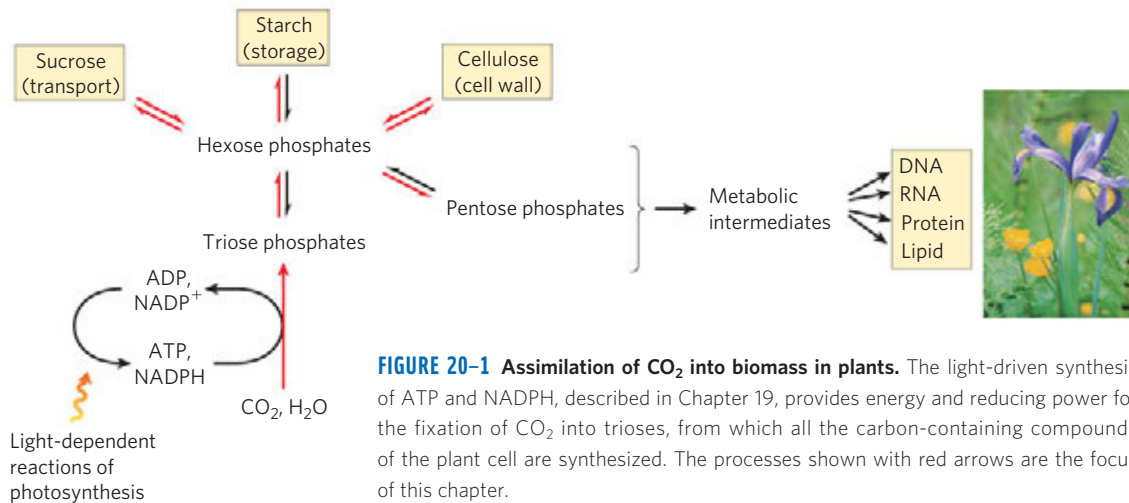 Starch
(storage)
Sucrose
(transport)
Cellulose
(cell wall)
Hexose phosphates
Pentose phosphates
Metabolic
intermediates
DNA
RNA
Protein
Lipid
Triose phosphates
ADP,
NADP⁺
ATP,
NADPH
CO₂, H₂O
Light-dependent
reactions of
photosynthesis
FIGURE 20–1 Assimilation of CO₂ into biomass in plants. The light-driven synthesi
of ATP and NADPH, described in Chapter 19, provides energy and reducing power fo
the fixation of CO₂ into trioses, from which all the carbon-containing compound
of the plant cell are synthesized. The processes shown with red arrows are the focu
of this chapter.